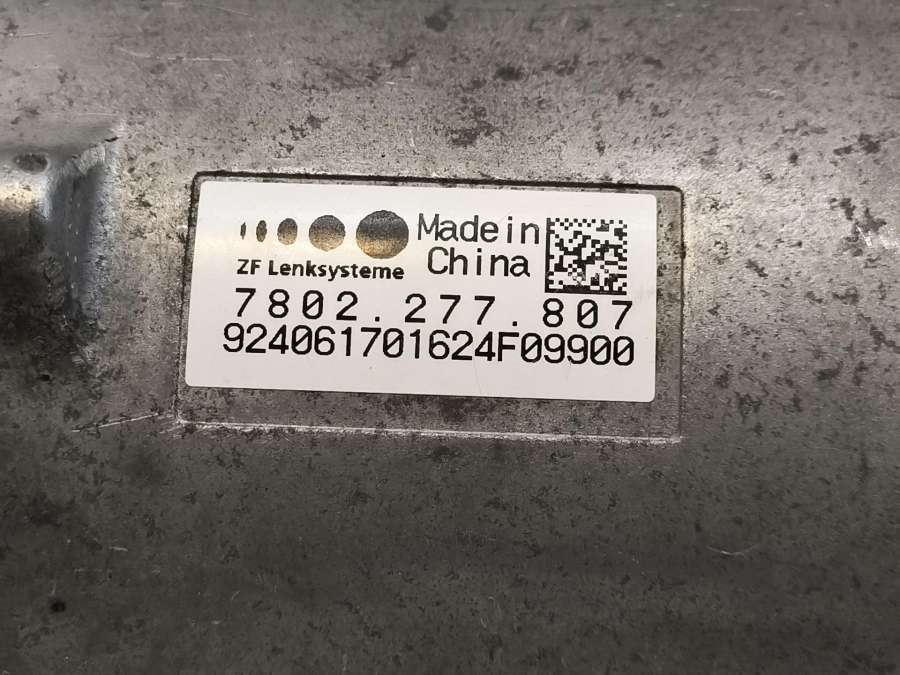 Made in
China
ZF Lenksysteme
7802.277.807
924061701624F09900